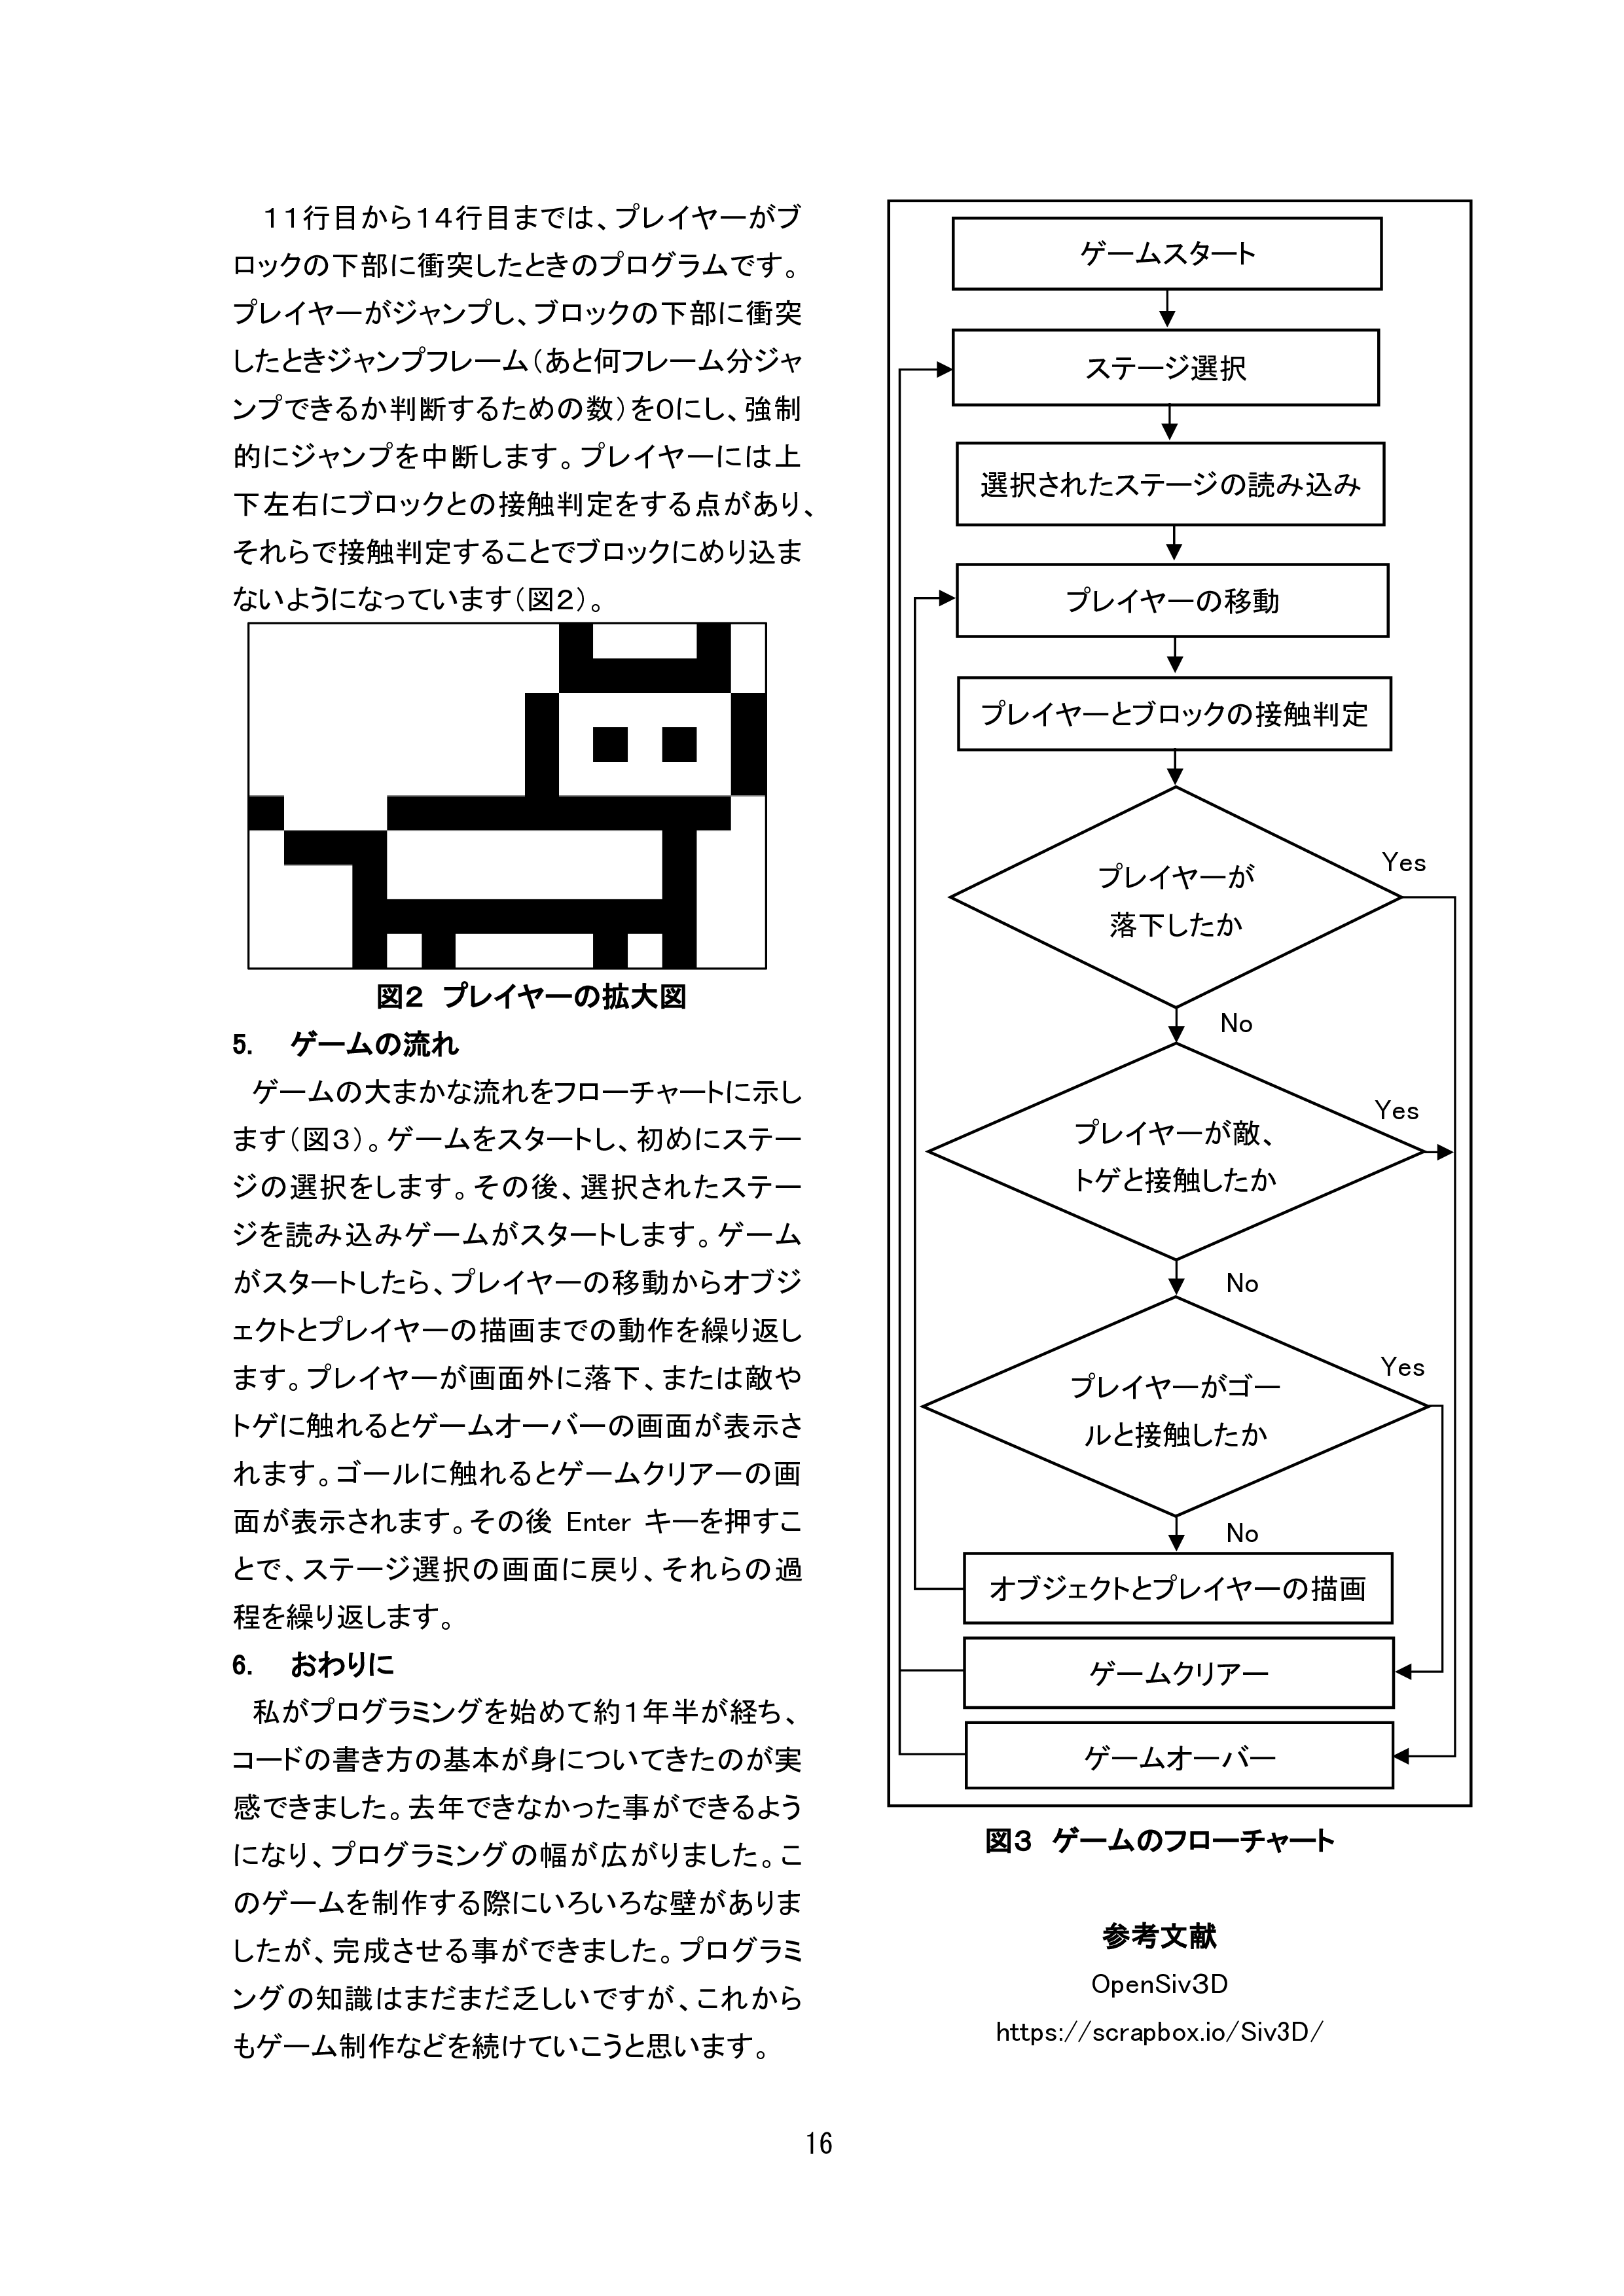 11行目から14行目までは、プレイヤーがブ
ロックの下部に衝突したときのプログラムです。
プレイヤーがジャンプし、ブロックの下部に衝突
したときジャンプフレーム（あと何フレーム分ジャ
ンプできるか判断するための数）を0にし、強制
的にジャンプを中断します。プレイヤーには上
下左右にブロックとの接触判定をする点があり、
それらで接触判定することでブロックにめり込ま
ないようになっています（図2）。
図2 プレイヤーの拡大図
5. ゲームの流れ
ゲームの大まかな流れをフローチャートに示し
ます（図3）。ゲームをスタートし、初めにステー
ジの選択をします。その後、選択されたステー
ジを読み込みゲームがスタートします。ゲーム
がスタートしたら、プレイヤーの移動からオブジ
ェクトとプレイヤーの描画までの動作を繰り返し
ます。プレイヤーが画面外に落下、または敵や
トゲに触れるとゲームオーバーの画面が表示さ
れます。ゴールに触れるとゲームクリアーの画
面が表示されます。その後 Enter キーを押すこ
とで、ステージ選択の画面に戻り、それらの過
程を繰り返します。
6. おわりに
私がプログラミングを始めて約1年半が経ち、
コードの書き方の基本が身についてきたのが実
感できました。去年できなかった事ができるよう
になり、プログラミングの幅が広がりました。こ
のゲームを制作する際にいろいろな壁がありま
したが、完成させる事ができました。プログラミ
ングの知識はまだまだ乏しいですが、これから
もゲーム制作などを続けていこうと思います。
ゲームスタート
ステージ選択
選択されたステージの読み込み
プレイヤーの移動
プレイヤーとブロックの接触判定
プレイヤーが
落下したか
Yes
No
プレイヤーが敵、
トゲと接触したか
Yes
No
プレイヤーがゴー
ルと接触したか
Yes
No
オブジェクトとプレイヤーの描画
ゲームクリアー
ゲームオーバー
図3 ゲームのフローチャート
参考文献
OpenSiv3D
https://scrapbox.io/Siv3D/
16